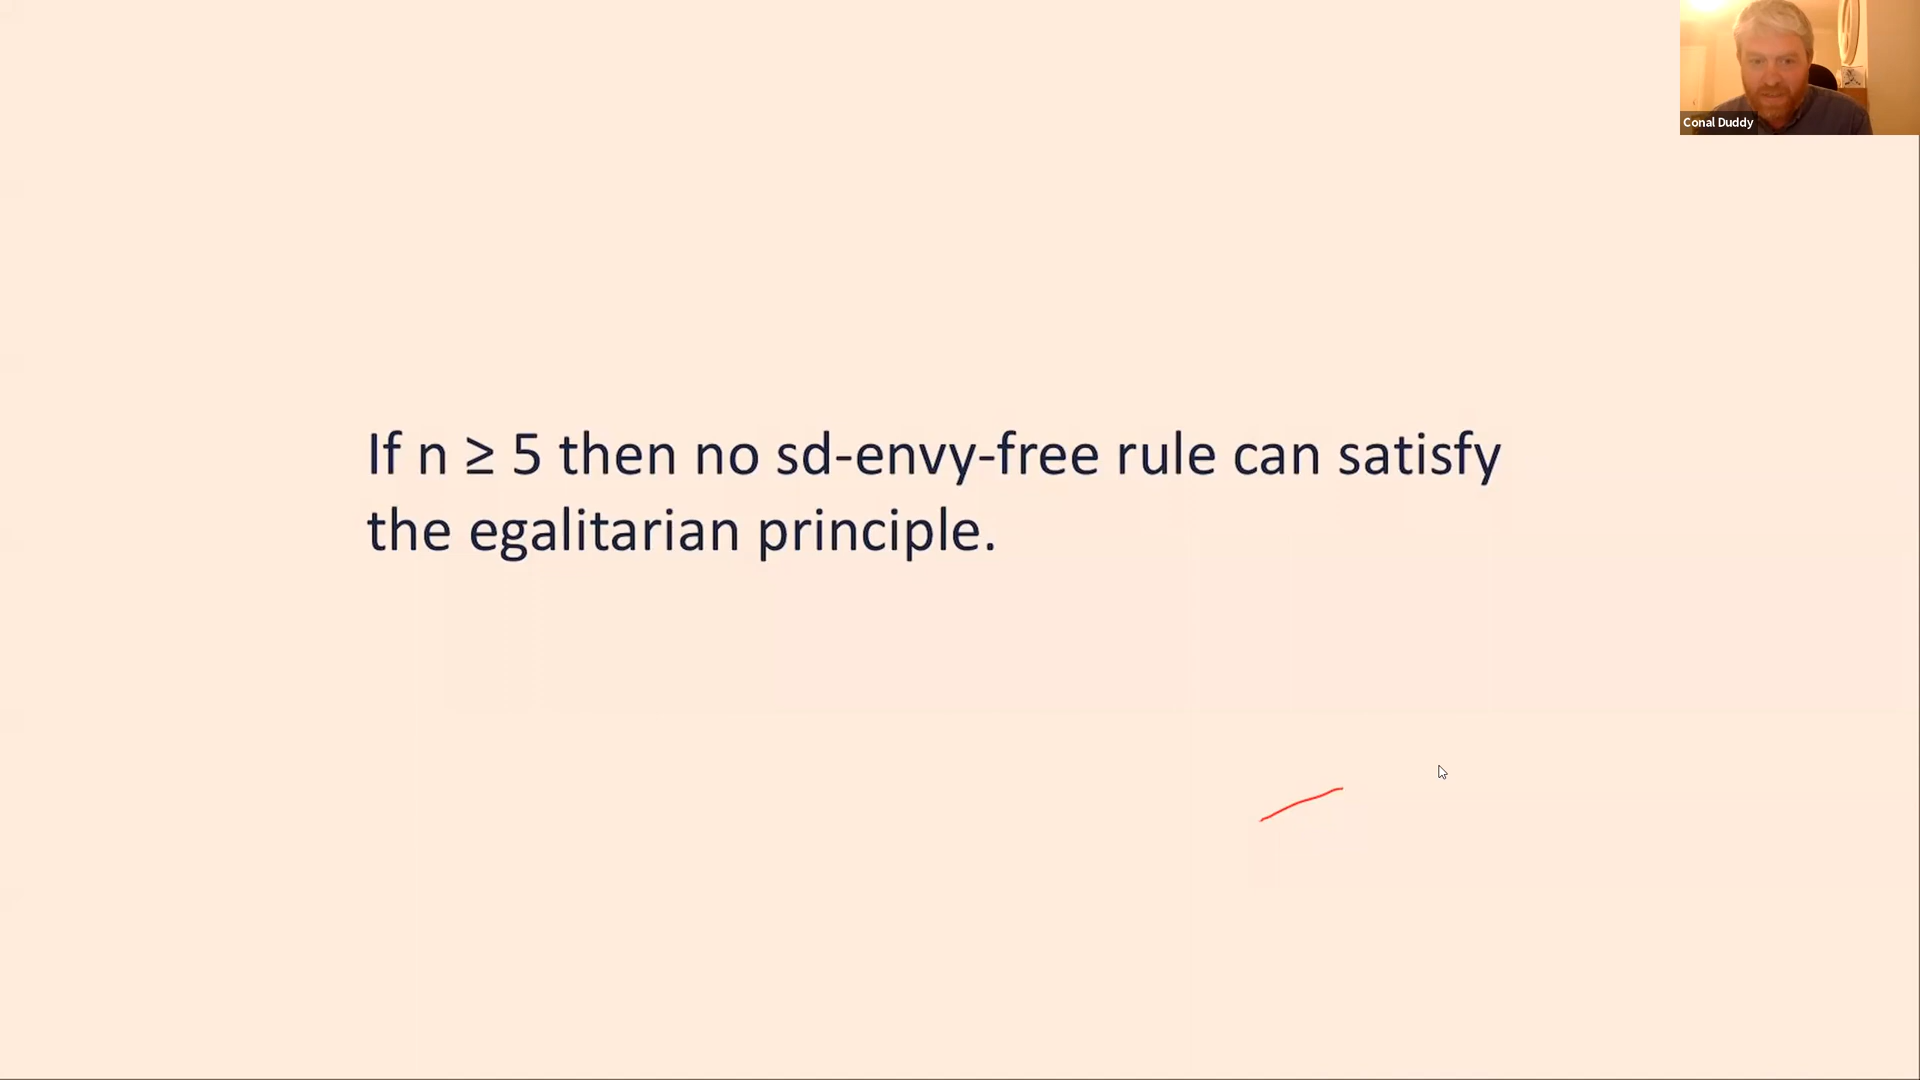 Conal Duddy
If n ≥ 5 then no sd-envy-free rule can satisfy
the egalitarian principle.